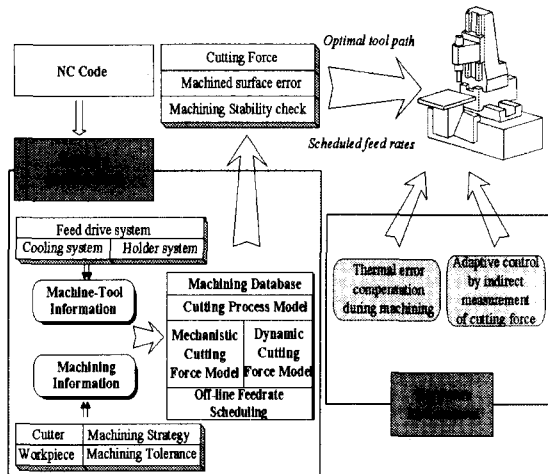 NC Code
Cutting Force
Machined surface error
Machining Stability check
Optimal tool path
Scheduled feed rates
Feed drive system
Cooling system
Holder system
Machine-Tool
Information
Machining
Information
Cutter
Machining Strategy
Workpiece
Machining Tolerance
Machining Database
Cutting Process Model
Mechanistic
Cutting
Force Model
Dynamic
Cutting
Force Model
Off-line Feedrate
Scheduling
Thermal error
compentation
during machining
Adaptive control
by indirect
measurement
of cutting force